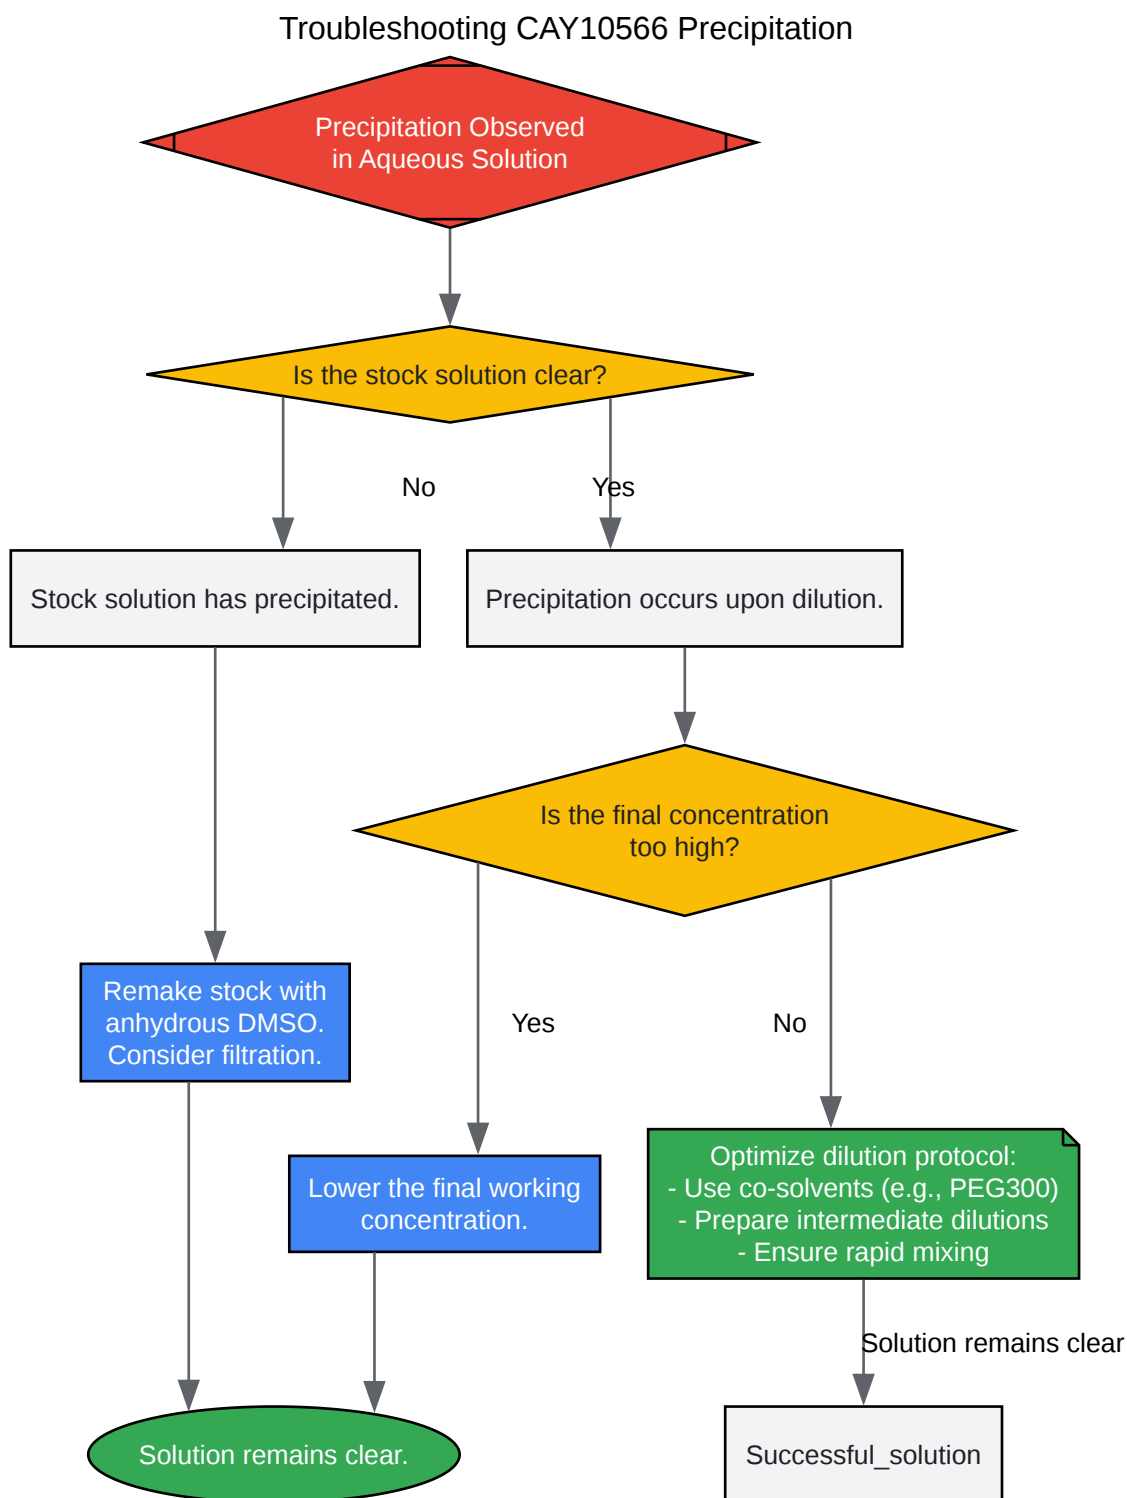 Troubleshooting CAY10566 Precipitation
Precipitation Observed
in Aqueous Solution
Is the stock solution clear?
No
Yes
Stock solution has precipitated.
Precipitation occurs upon dilution.
Is the final concentration
too high?
Remake stock with
anhydrous DMSO.
Consider filtration.
Yes
No
Lower the final working
concentration.
Optimize dilution protocol:
- Use co-solvents (e.g., PEG300)
- Prepare intermediate dilutions
- Ensure rapid mixing
Solution remains clear
Solution remains clear.
Successful_solution